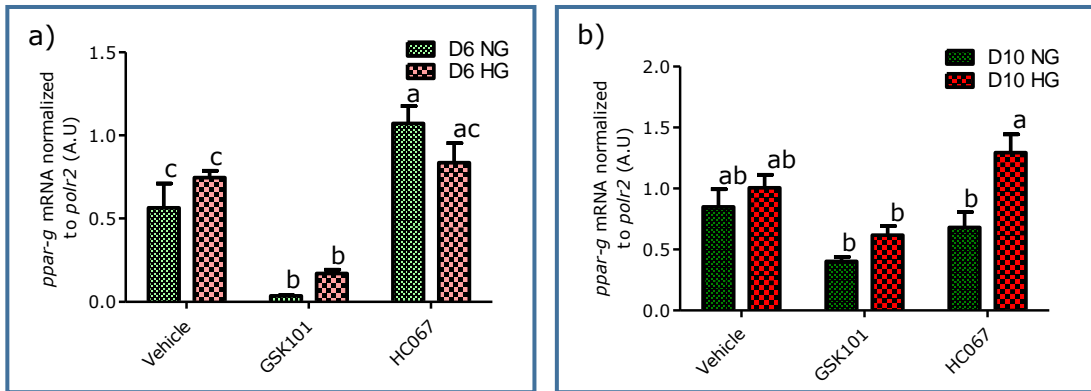 a)
D6 NG
D6 HG
ppar-g mRNA normalized
to polr2 (A.U)
1.5
1.0
0.5
0.0
c
c
b
b
a
ac
Vehicle
GSK101
HC067
b)
D10 NG
D10 HG
ppar-g mRNA normalized
to polr2 (A.U)
2.0
1.5
1.0
0.5
0.0
ab
ab
b
b
b
a
Vehicle
GSK101
HC067